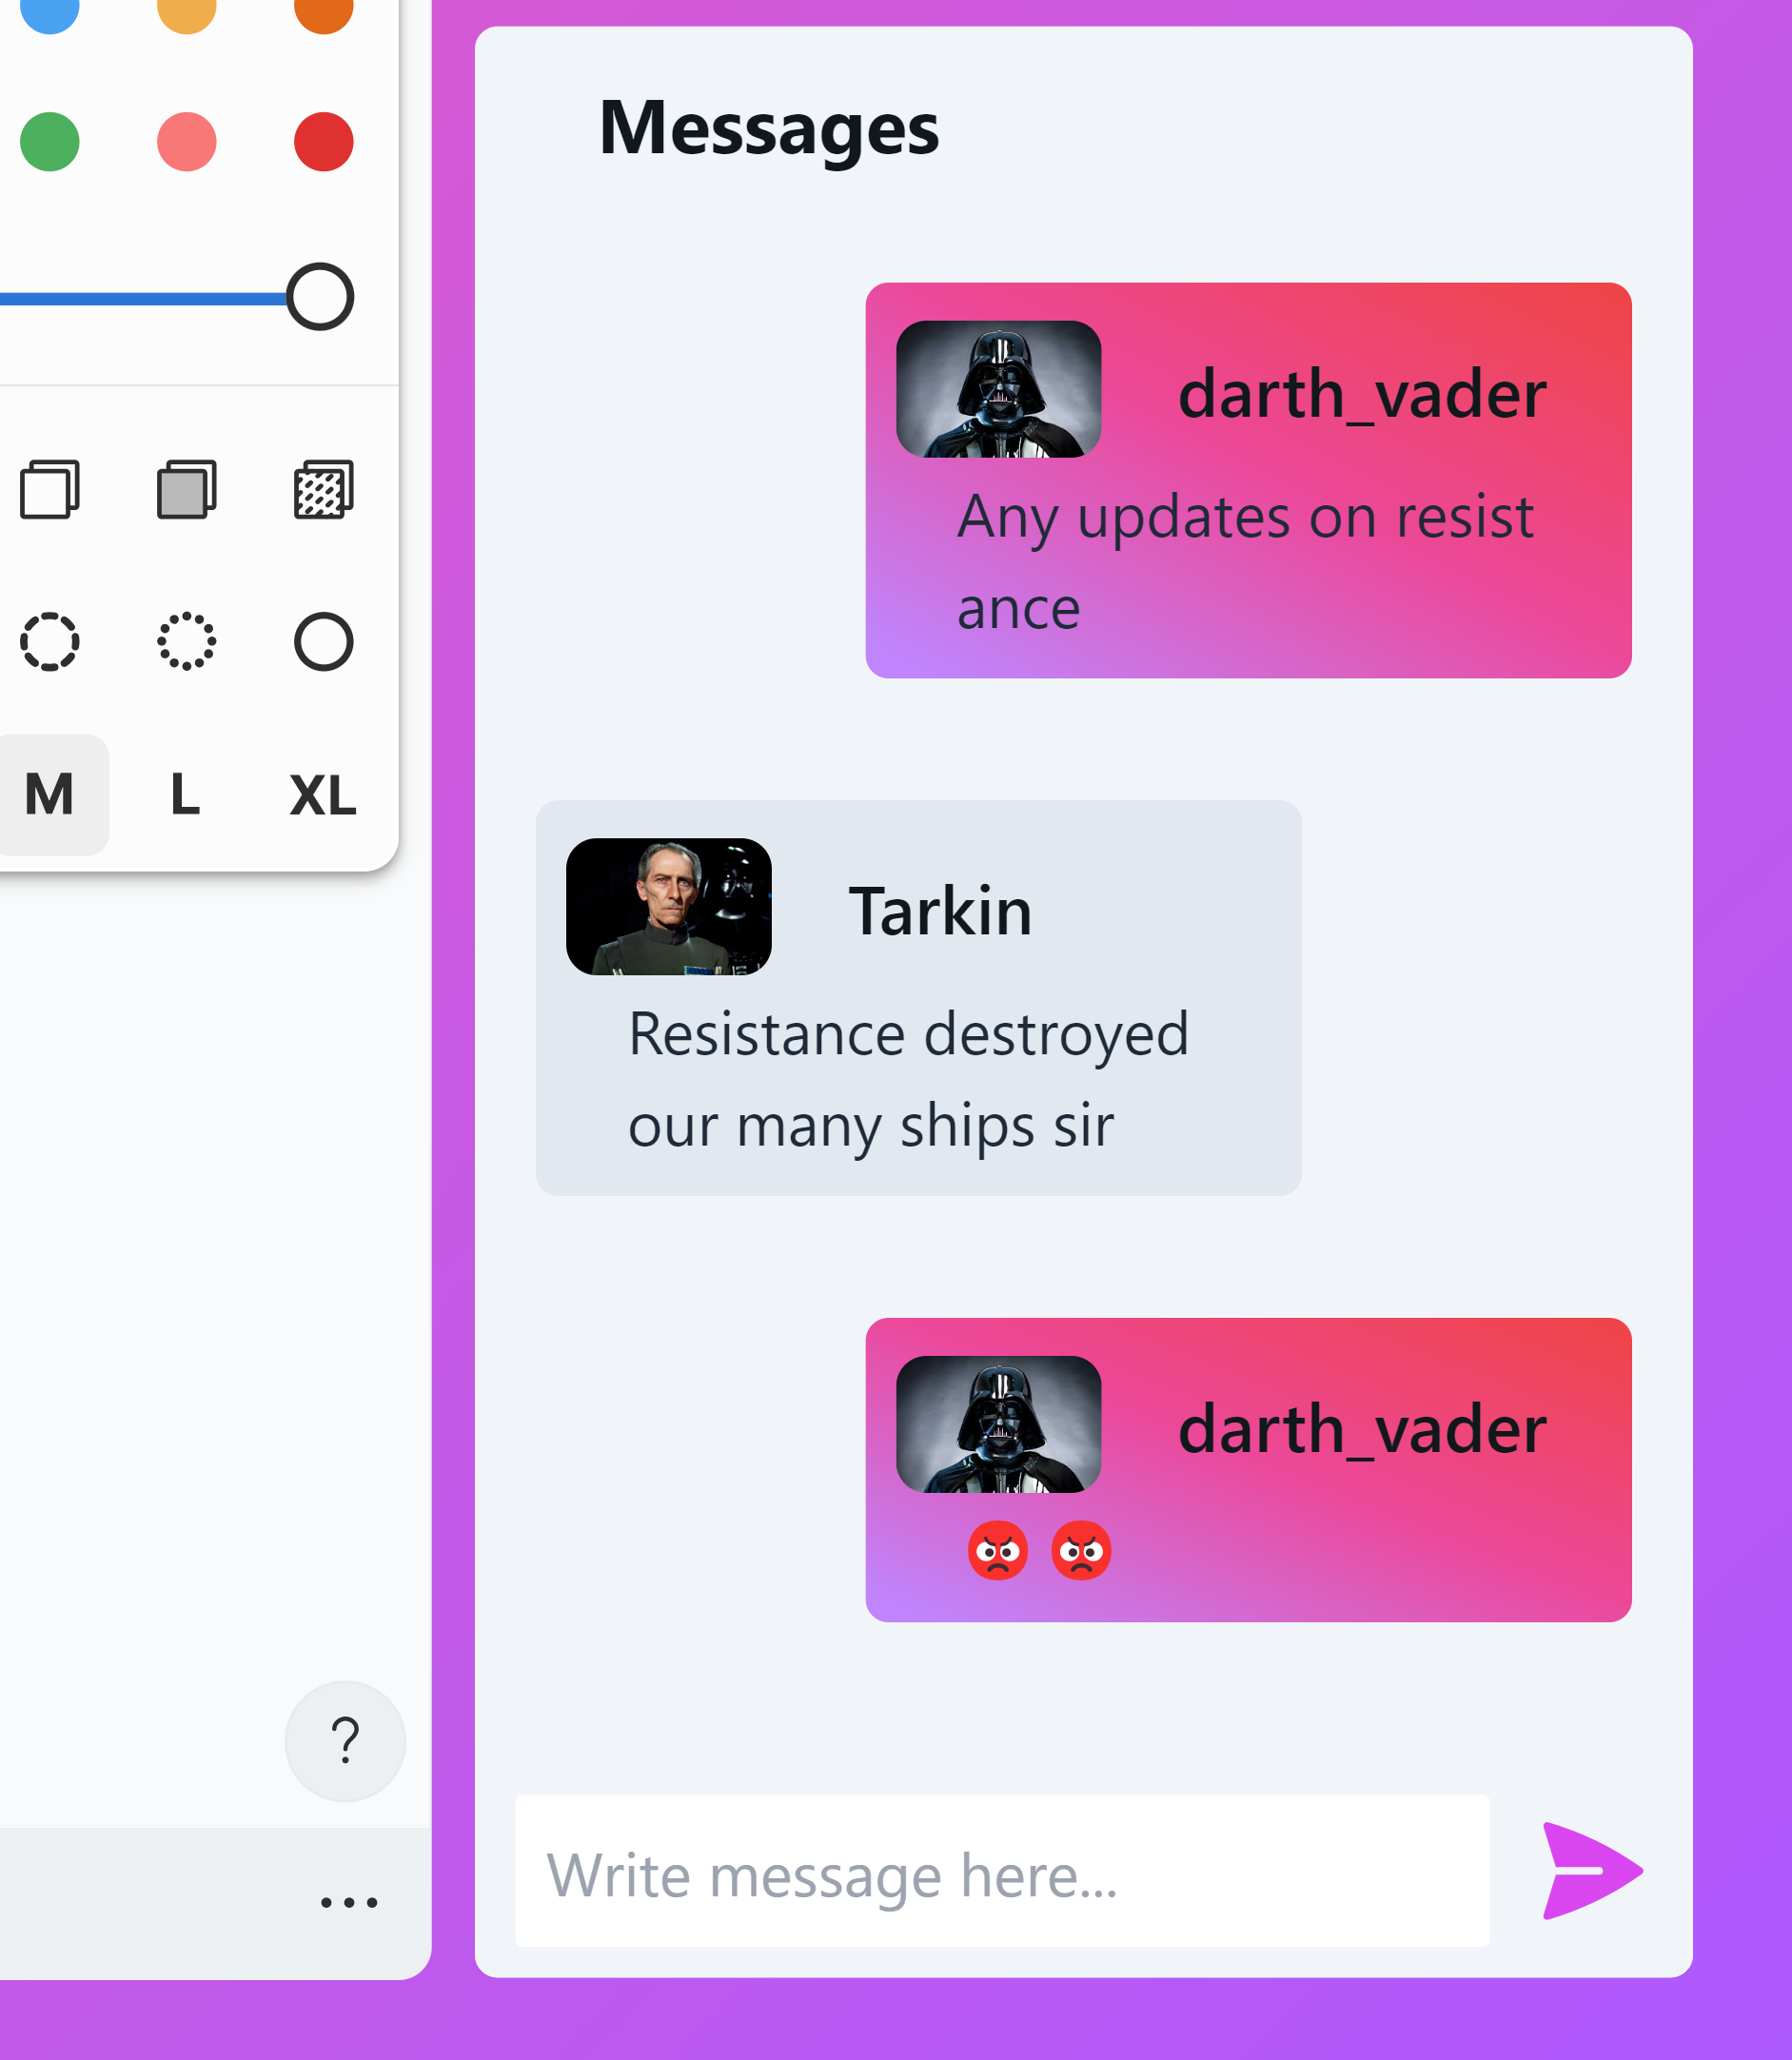 Messages
darth_vader
Any updates on resist
ance
Tarkin
Resistance destroyed
our many ships sir
darth_vader
😡 😡
Write message here...
M L XL
?
...